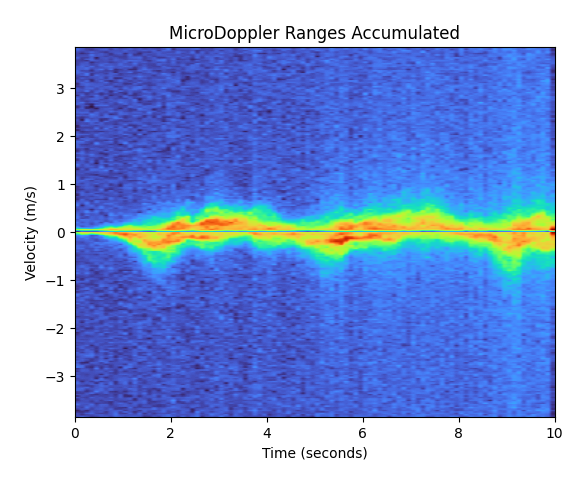 MicroDoppler Ranges Accumulated
Velocity (m/s)
3
2
1
0
−1
−2
−3
0 2 4 6 8 10
Time (seconds)